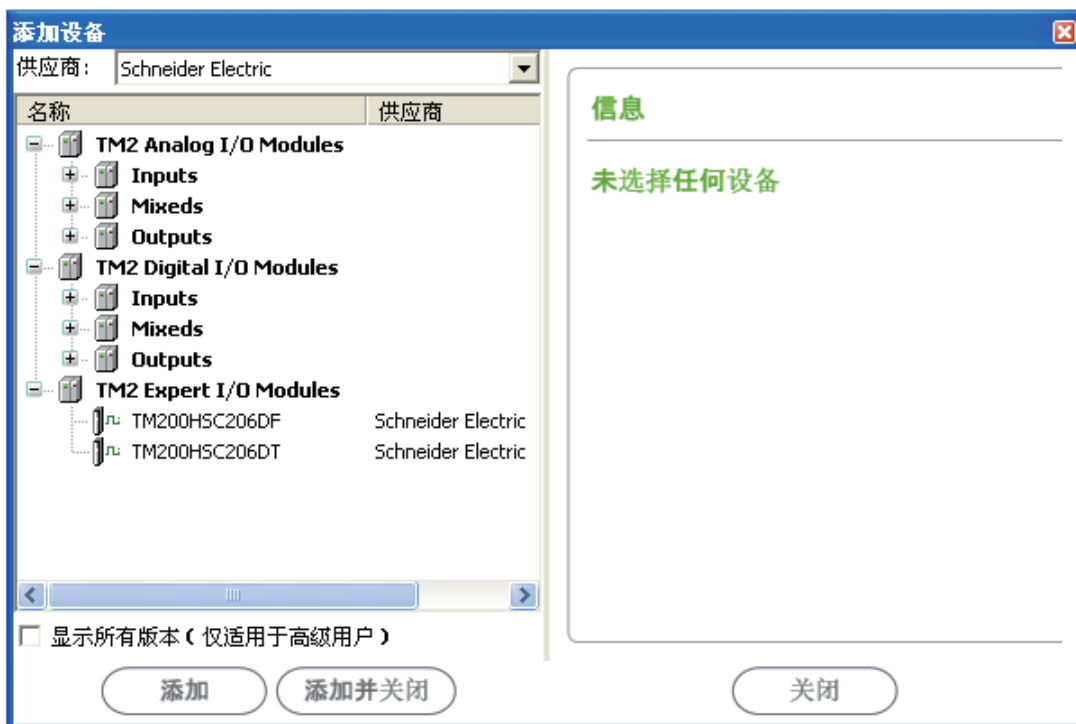 添加设备
供应商: Schneider Electric
名称 供应商
TM2 Analog I/O Modules
Inputs
Mixeds
Outputs
TM2 Digital I/O Modules
Inputs
Mixeds
Outputs
TM2 Expert I/O Modules
TM200HSC206DF Schneider Electric
TM200HSC206DT Schneider Electric
显示所有版本(仅适用于高级用户)
添加 添加并关闭
信息
未选择任何设备
关闭